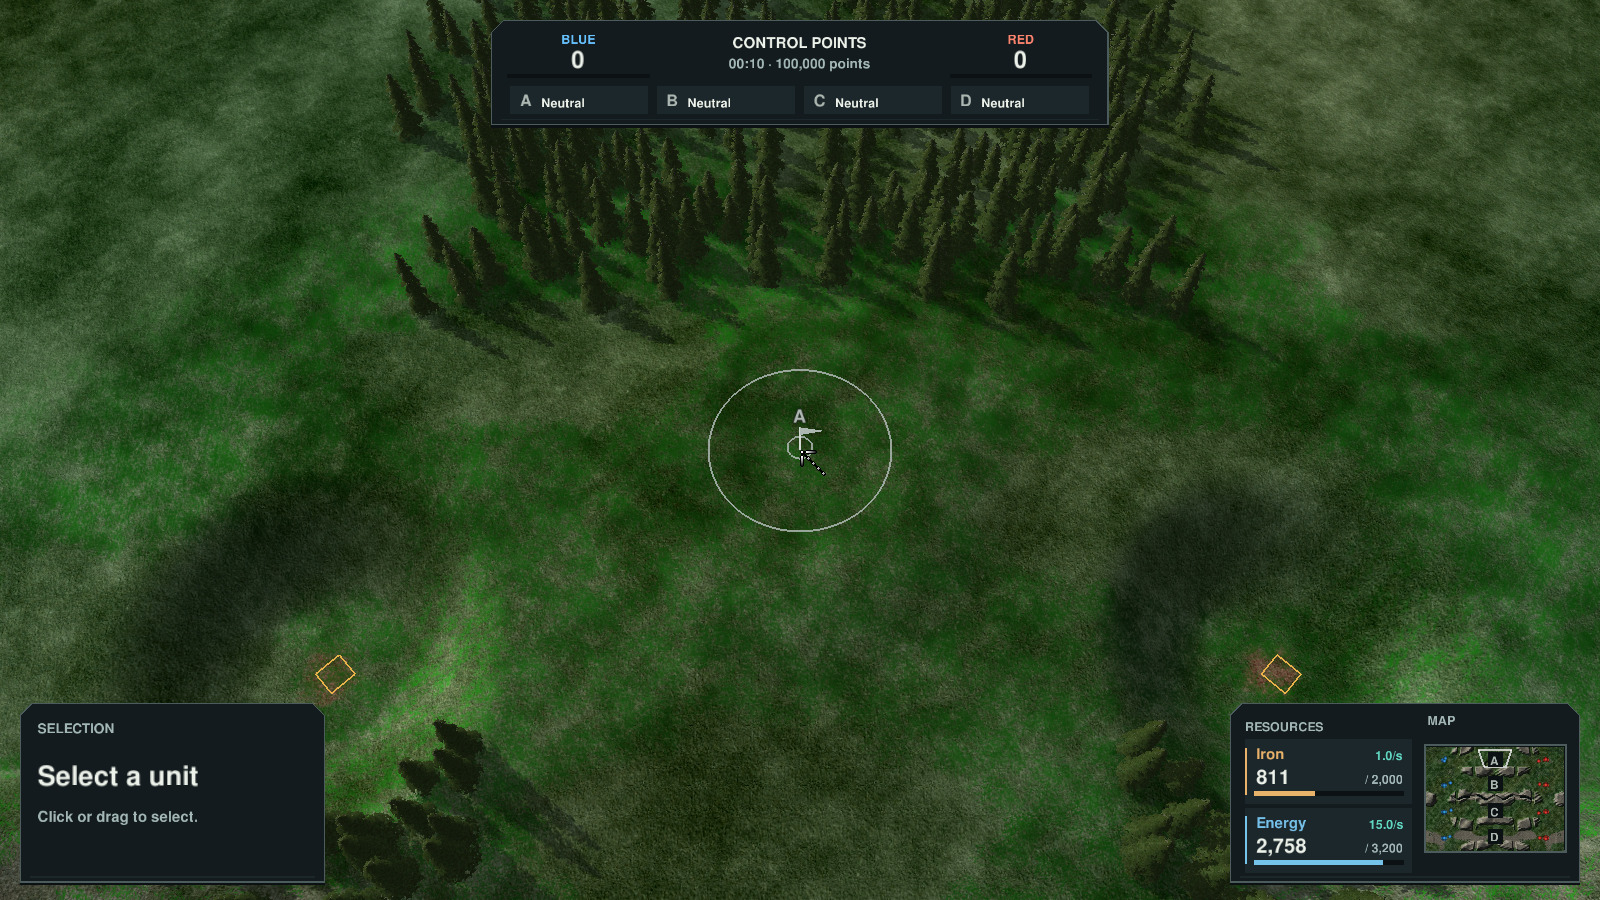 BLUE
0
CONTROL POINTS
00:10 · 100,000 points
RED
0
A Neutral
B Neutral
C Neutral
D Neutral
A
SELECTION
Select a unit
Click or drag to select.
RESOURCES
Iron 1.0/s
811 / 2,000
Energy 15.0/s
2,758 / 3,200
MAP
A
B
C
D